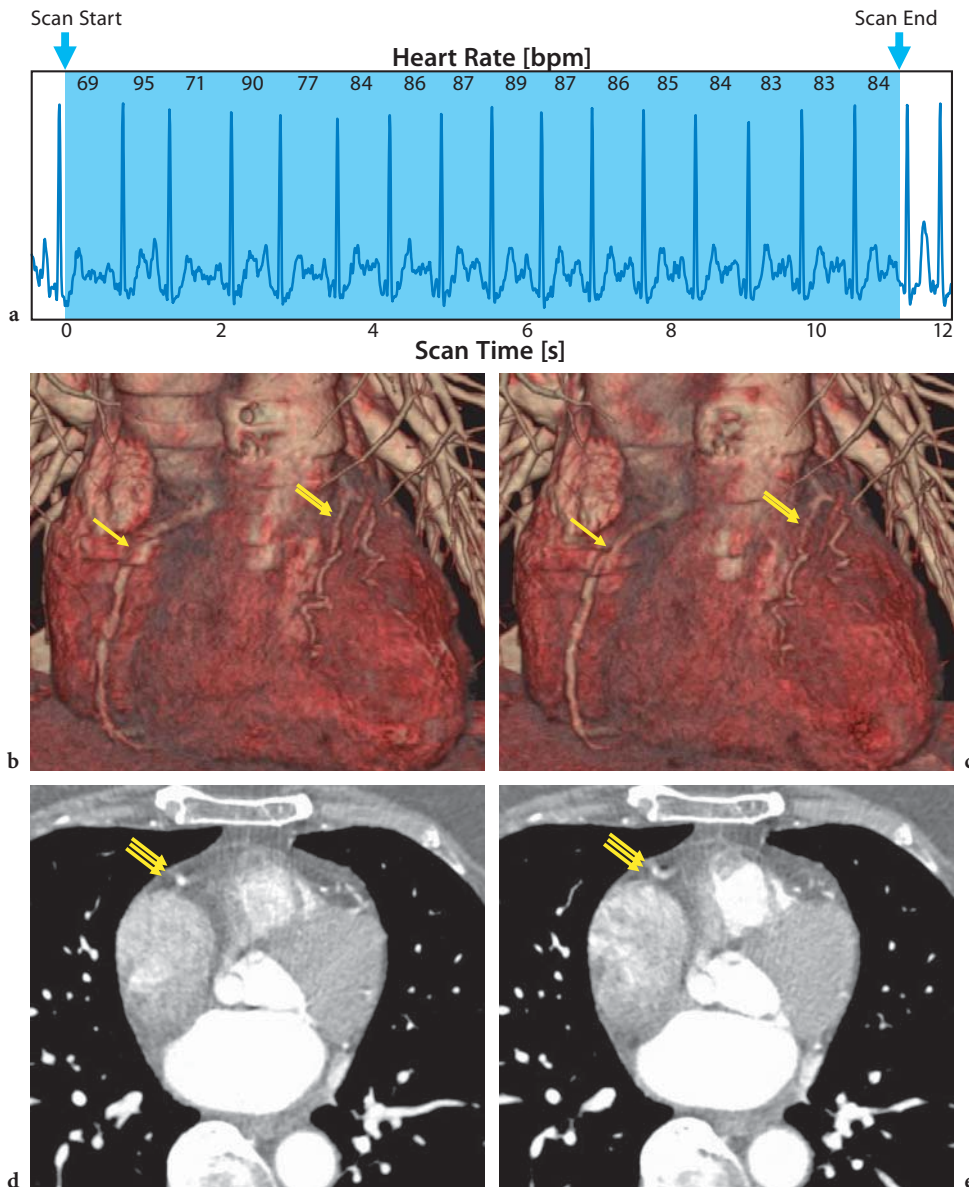 Scan Start
Scan End
Heart Rate [bpm]
69 95 71 90 77 84 86 87 89 87 86 85 84 83 83 84
a
0 2 4 6 8 10 12
Scan Time [s]
b
c
d
e